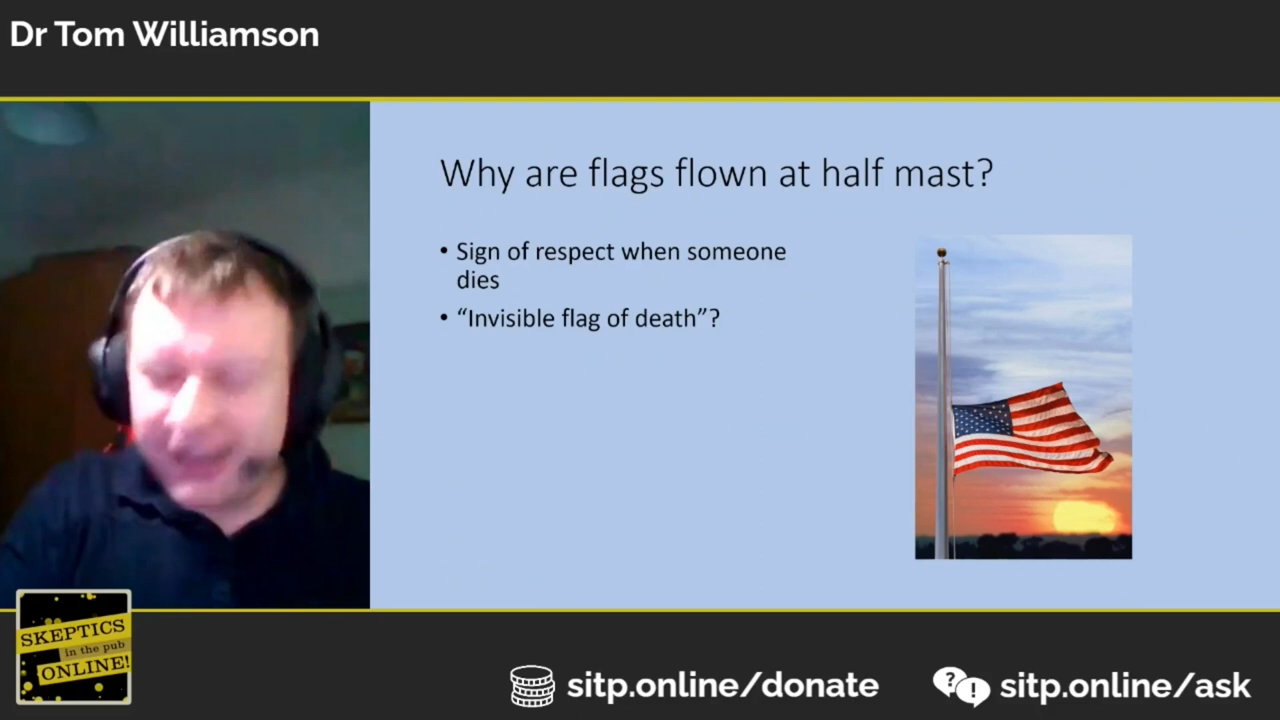 Dr Tom Williamson
Why are flags flown at half mast?
• Sign of respect when someone
dies
• “Invisible flag of death”?
SKEPTICS
in the pub
ONLINE!
sitp.online/donate
? !
sitp.online/ask